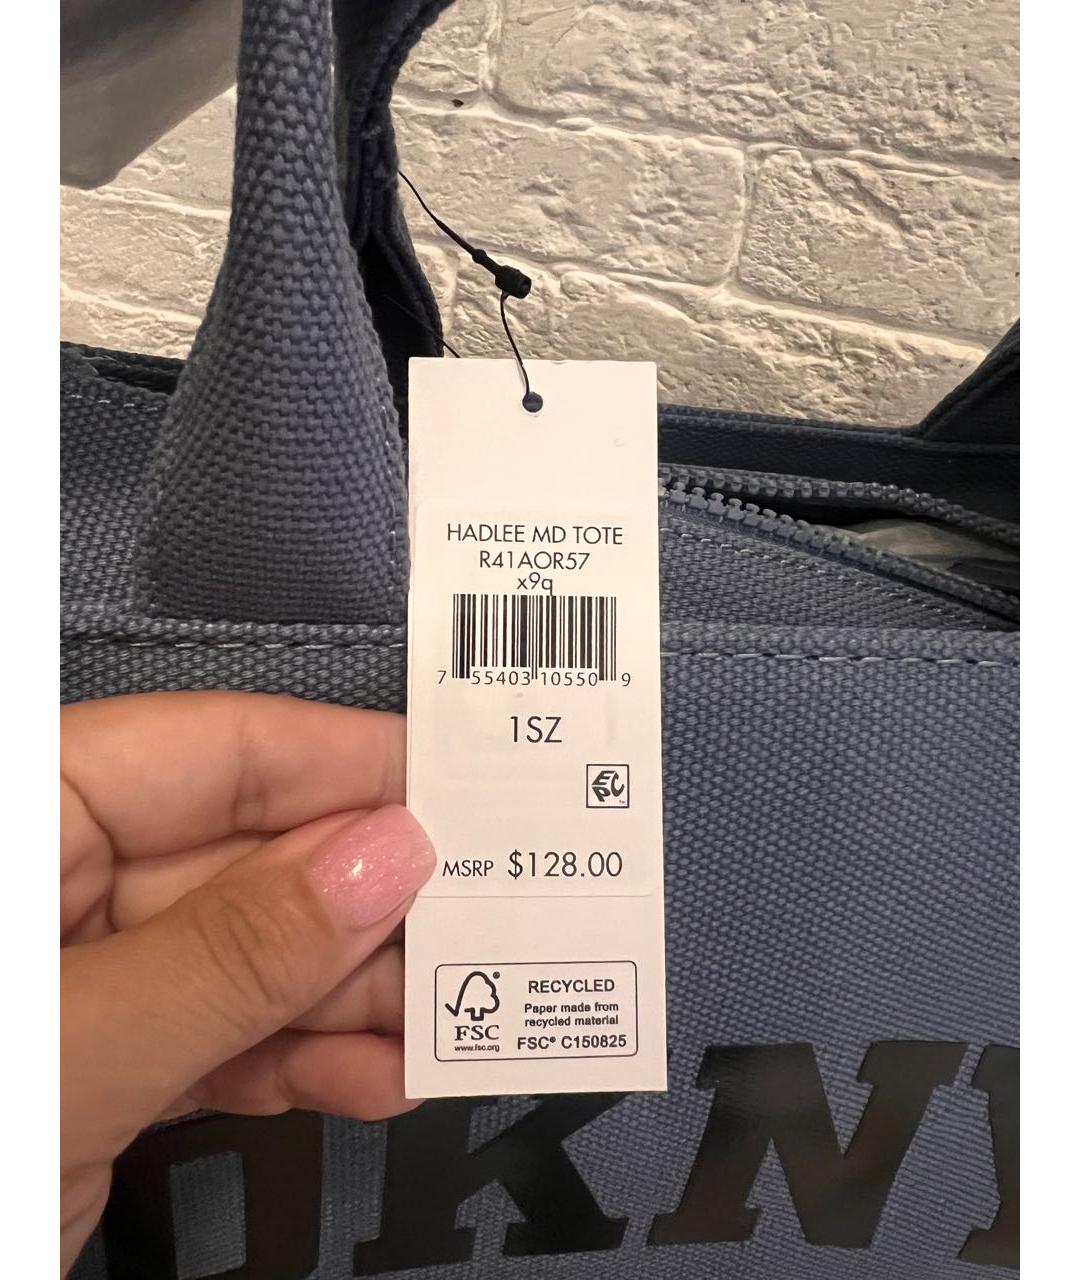 HADLEE MD TOTE
R41AOR57
x9q
7 55403 10550 9
1SZ
EPC
MSRP $128.00
RECYCLED
Paper made from
recycled material
FSC® C150825
FSC
www.fsc.org
DKN